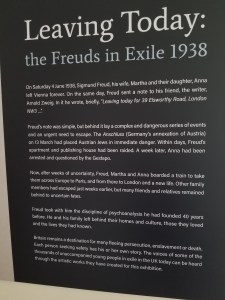 Leaving Today:
the Freuds in Exile 1938
On Saturday 4 June 1938, Sigmund Freud, his wife, Martha and their daughter, Anna
left Vienna forever. On the same day, Freud sent a note to his friend, the writer,
Arnold Zweig. In it he wrote, briefly, 'Leaving today for 39 Elsworthy Road, London
NW3 ...'
Freud's note was simple, but behind it lay a complex and dangerous series of events
and an urgent need to escape. The Anschluss (Germany's annexation of Austria)
on 13 March had placed Austrian Jews in immediate danger. Within days, Freud's
apartment and publishing house had been raided. A week later, Anna had been
arrested and questioned by the Gestapo.
Now, after weeks of uncertainty, Freud, Martha and Anna boarded a train to take
them across Europe to Paris, and from there to London and a new life. Other family
members had escaped just weeks earlier, but many friends and relatives remained
behind to uncertain fates.
Freud took with him the discipline of psychoanalysis he had founded 40 years
before. He and his family left behind their homes and culture, those they loved
and the lives they had known.
Britain remains a destination for many fleeing persecution, enslavement or death.
Each person seeking safety has his or her own story. The voices of some of the
thousands of unaccompanied young people in exile in the UK today can be heard
through the artistic works they have created for this exhibition.